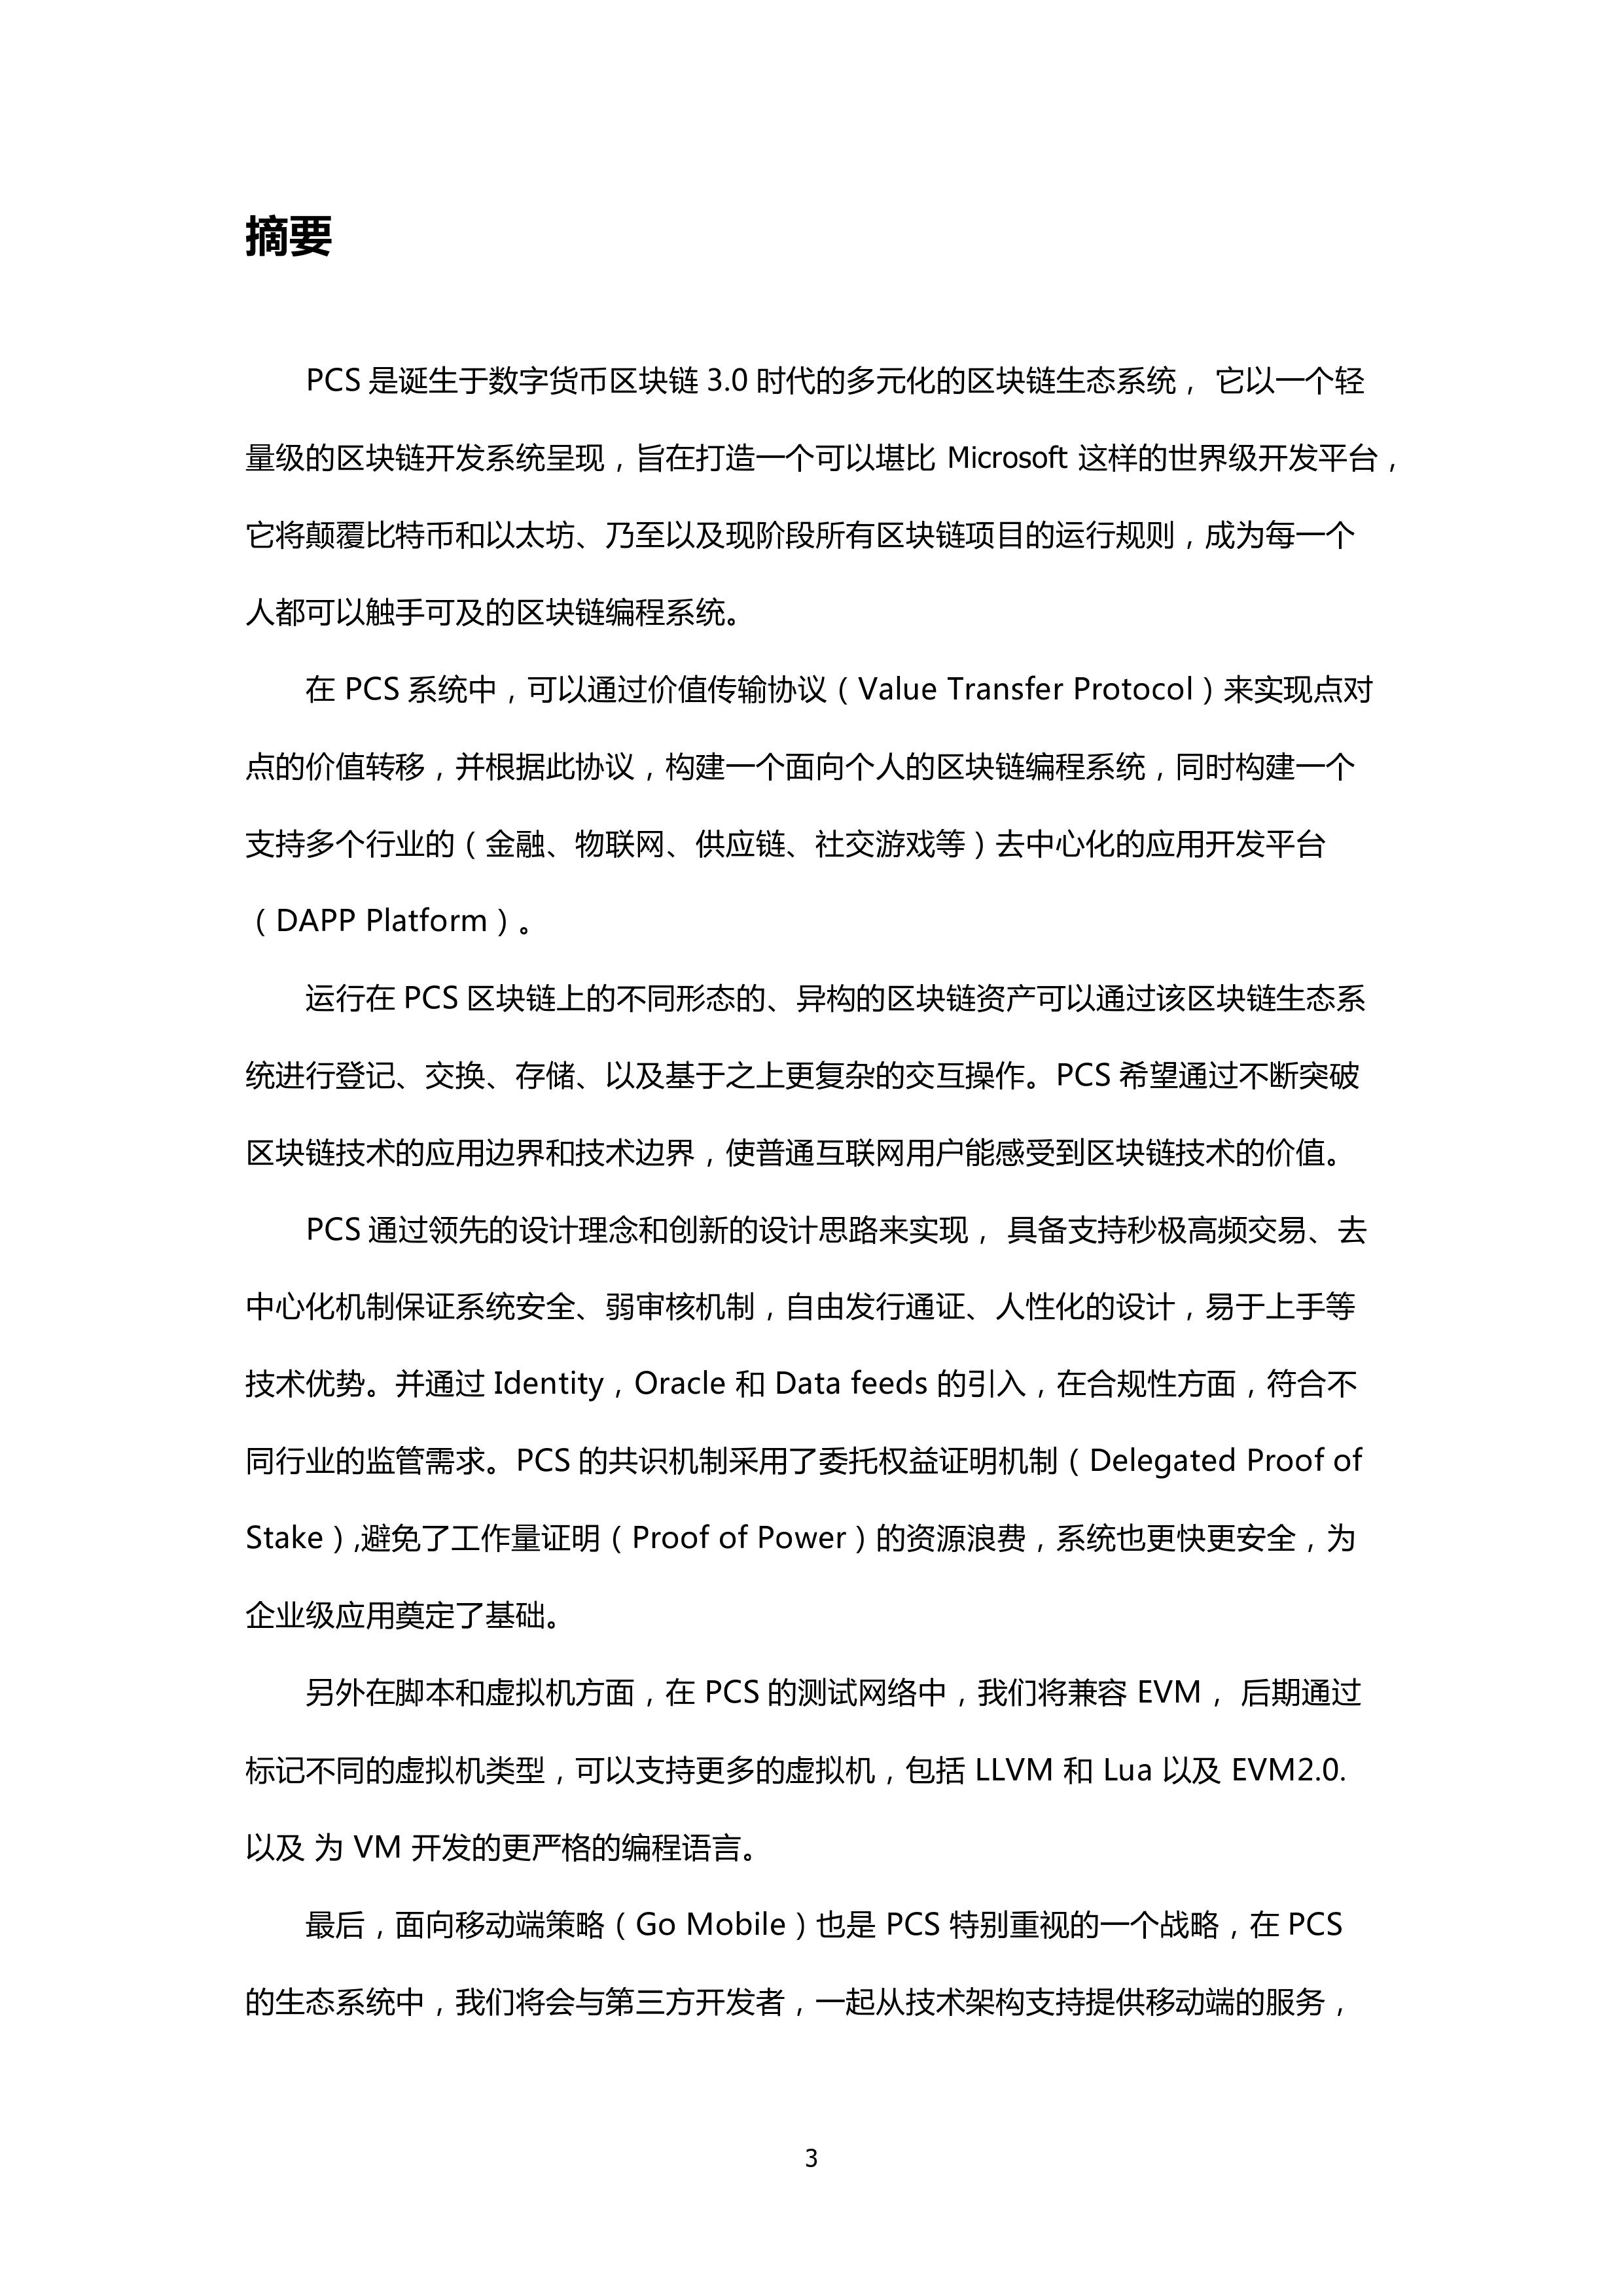 摘要
PCS 是诞生于数字货币区块链 3.0 时代的多元化的区块链生态系统， 它以一个轻
量级的区块链开发系统呈现，旨在打造一个可以堪比 Microsoft 这样的世界级开发平台，
它将颠覆比特币和以太坊、乃至以及现阶段所有区块链项目的运行规则，成为每一个
人都可以触手可及的区块链编程系统。
在 PCS 系统中，可以通过价值传输协议（Value Transfer Protocol）来实现点对
点的价值转移，并根据此协议，构建一个面向个人的区块链编程系统，同时构建一个
支持多个行业的（金融、物联网、供应链、社交游戏等）去中心化的应用开发平台
（DAPP Platform）。
运行在 PCS 区块链上的不同形态的、异构的区块链资产可以通过该区块链生态系
统进行登记、交换、存储、以及基于之上更复杂的交互操作。PCS 希望通过不断突破
区块链技术的应用边界和技术边界，使普通互联网用户能感受到区块链技术的价值。
PCS 通过领先的设计理念和创新的设计思路来实现， 具备支持秒极高频交易、去
中心化机制保证系统安全、弱审核机制，自由发行通证、人性化的设计，易于上手等
技术优势。并通过 Identity，Oracle 和 Data feeds 的引入，在合规性方面，符合不
同行业的监管需求。PCS 的共识机制采用了委托权益证明机制（Delegated Proof of
Stake）,避免了工作量证明（Proof of Power）的资源浪费，系统也更快更安全，为
企业级应用奠定了基础。
另外在脚本和虚拟机方面，在 PCS 的测试网络中，我们将兼容 EVM， 后期通过
标记不同的虚拟机类型，可以支持更多的虚拟机，包括 LLVM 和 Lua 以及 EVM2.0.
以及 为 VM 开发的更严格的编程语言。
最后，面向移动端策略（Go Mobile）也是 PCS 特别重视的一个战略，在 PCS
的生态系统中，我们将会与第三方开发者，一起从技术架构支持提供移动端的服务，
3